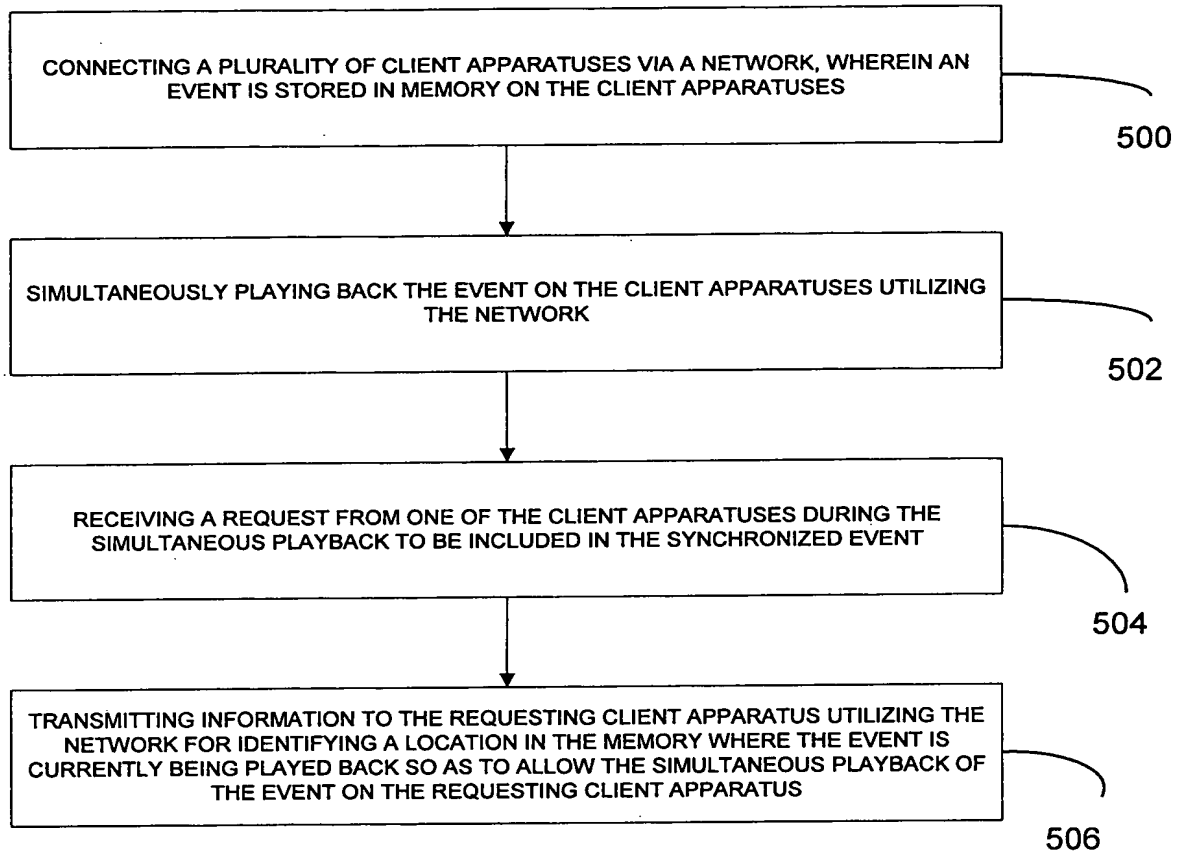 CONNECTING A PLURALITY OF CLIENT APPARATUSES VIA A NETWORK, WHEREIN AN
EVENT IS STORED IN MEMORY ON THE CLIENT APPARATUSES
500
SIMULTANEOUSLY PLAYING BACK THE EVENT ON THE CLIENT APPARATUSES UTILIZING
THE NETWORK
502
RECEIVING A REQUEST FROM ONE OF THE CLIENT APPARATUSES DURING THE
SIMULTANEOUS PLAYBACK TO BE INCLUDED IN THE SYNCHRONIZED EVENT
504
TRANSMITTING INFORMATION TO THE REQUESTING CLIENT APPARATUS UTILIZING THE
NETWORK FOR IDENTIFYING A LOCATION IN THE MEMORY WHERE THE EVENT IS
CURRENTLY BEING PLAYED BACK SO AS TO ALLOW THE SIMULTANEOUS PLAYBACK OF
THE EVENT ON THE REQUESTING CLIENT APPARATUS
506